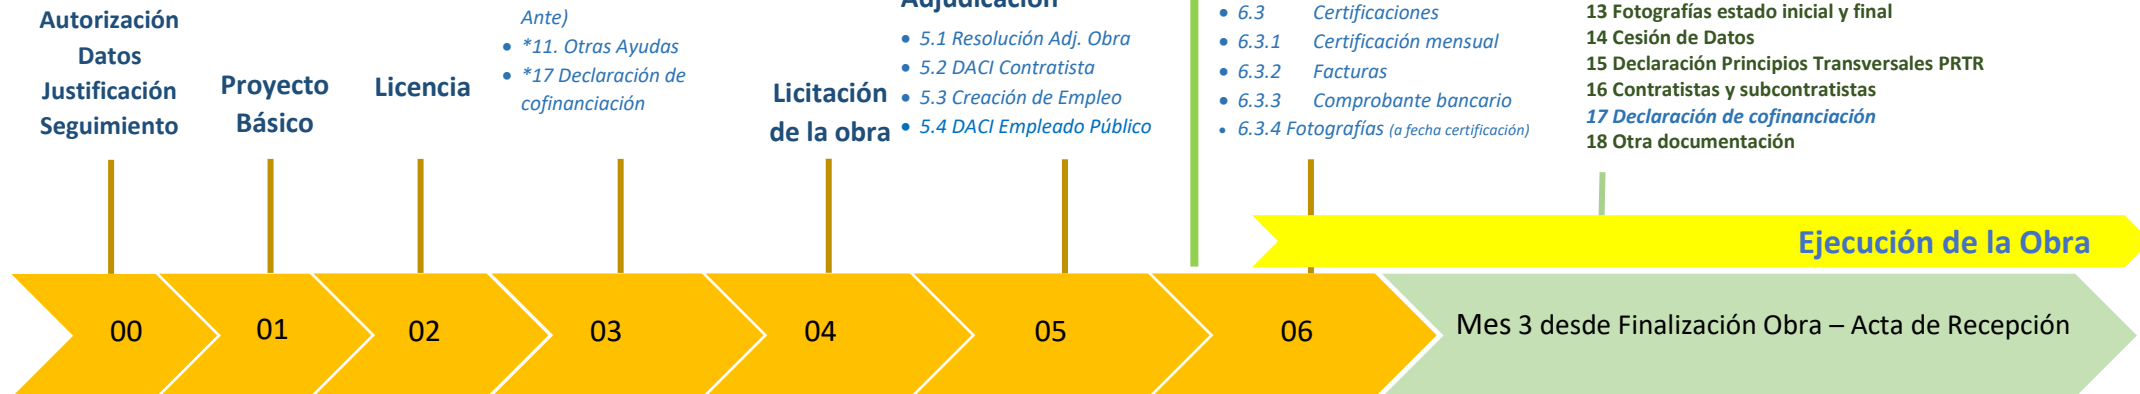 Autorización
Datos
Justificación
Seguimiento
Proyecto
Básico
Licencia
Ante)
• *11. Otras Ayudas
• *17 Declaración de
cofinanciación
Licitación
de la obra
Adjudicación
• 5.1 Resolución Adj. Obra
• 5.2 DACI Contratista
• 5.3 Creación de Empleo
• 5.4 DACI Empleado Público
• 6.3 Certificaciones
• 6.3.1 Certificación mensual
• 6.3.2 Facturas
• 6.3.3 Comprobante bancario
• 6.3.4 Fotografías (a fecha certificación)
13 Fotografías estado inicial y final
14 Cesión de Datos
15 Declaración Principios Transversales PRTR
16 Contratistas y subcontratistas
17 Declaración de cofinanciación
18 Otra documentación
Ejecución de la Obra
00
01
02
03
04
05
06
Mes 3 desde Finalización Obra – Acta de Recepción